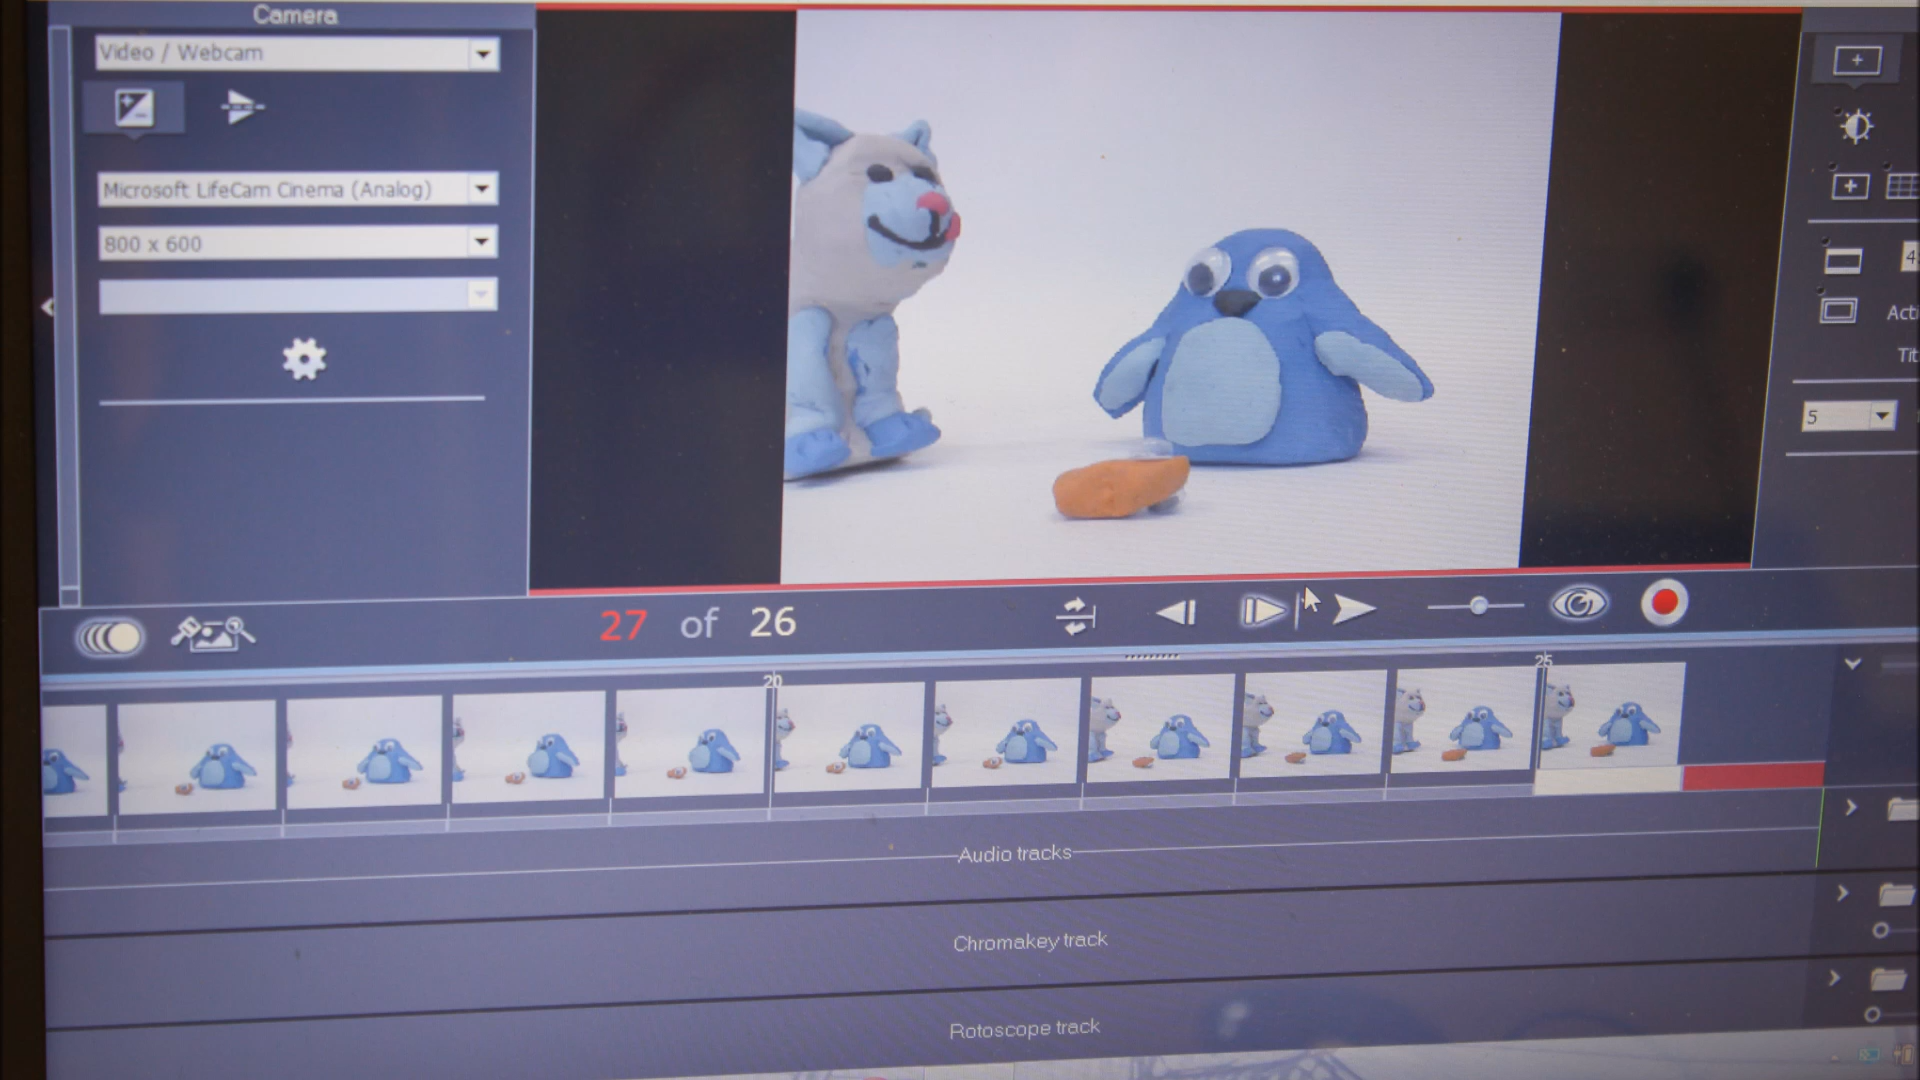 Camera
Video / Webcam
Microsoft LifeCam Cinema (Analog)
800 x 600
5
27 of 26
20
25
Audio tracks
Chromakey track
Rotoscope track